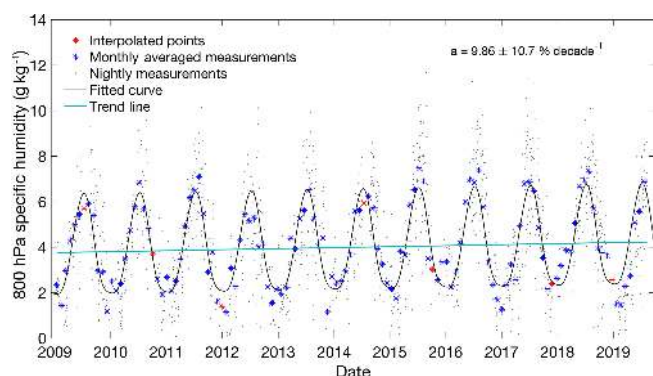 14
12
10
8
6
4
2
0
800 hPa specific humidity (g kg⁻¹)
Interpolated points
Monthly averaged measurements
Nightly measurements
Fitted curve
Trend line
a = 9.86 ± 10.7 % decade⁻¹
2009 2010 2011 2012 2013 2014 2015 2016 2017 2018 2019
Date